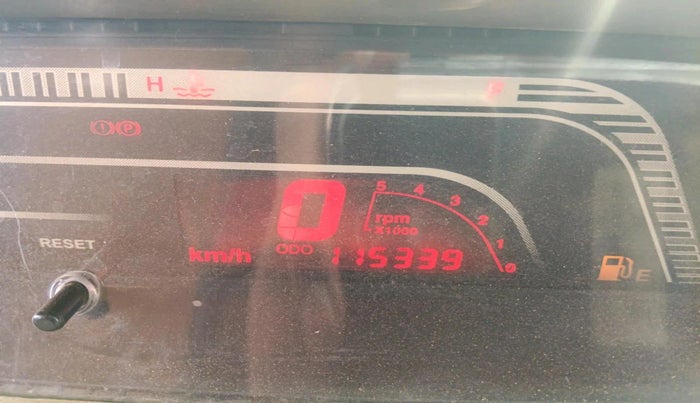 H F
(!) (P)
5 4 3 2 1 0
0
rpm
X1000
RESET
km/h ODO 115339
E